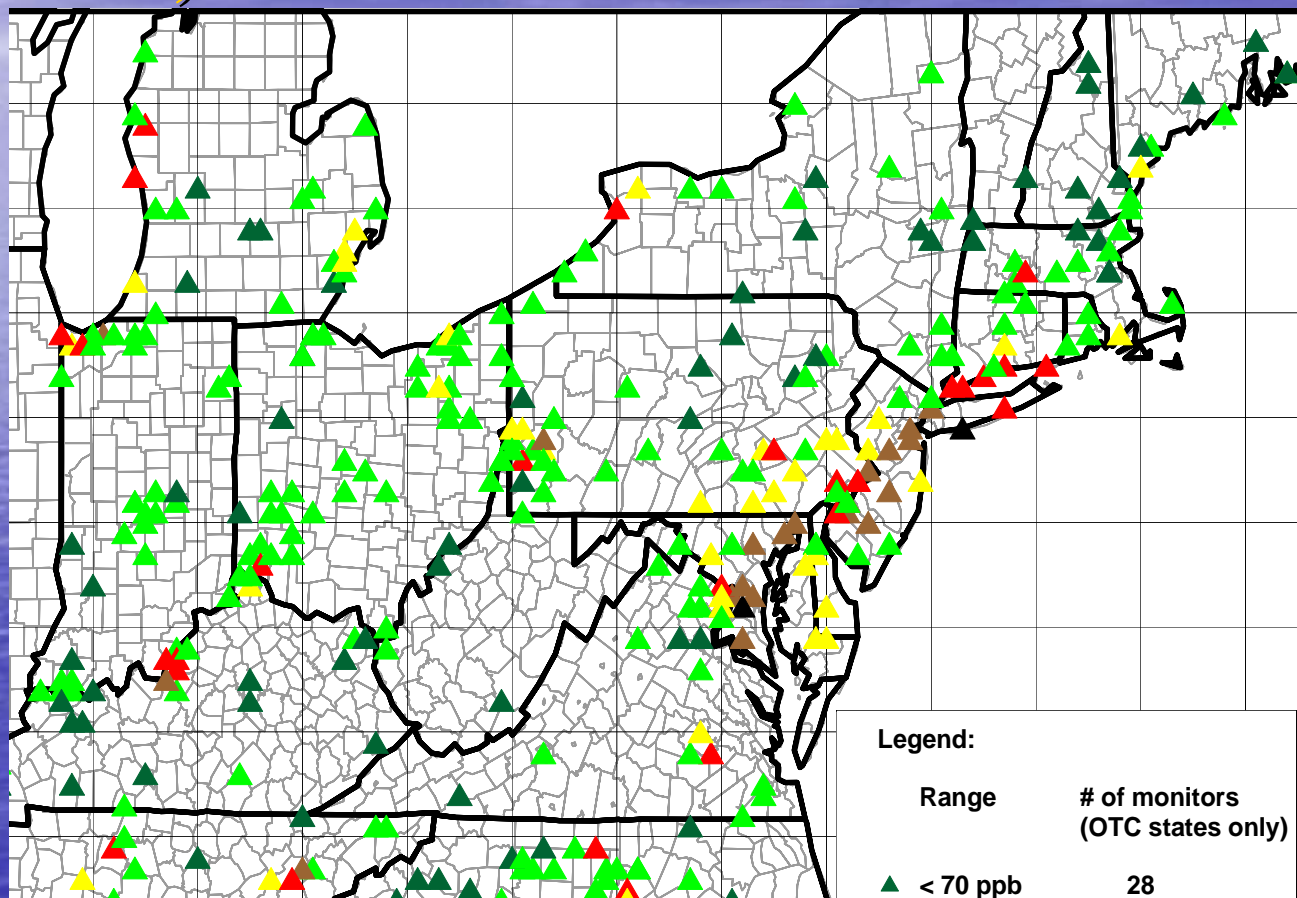 Legend:
Range # of monitors
(OTC states only)
< 70 ppb 28